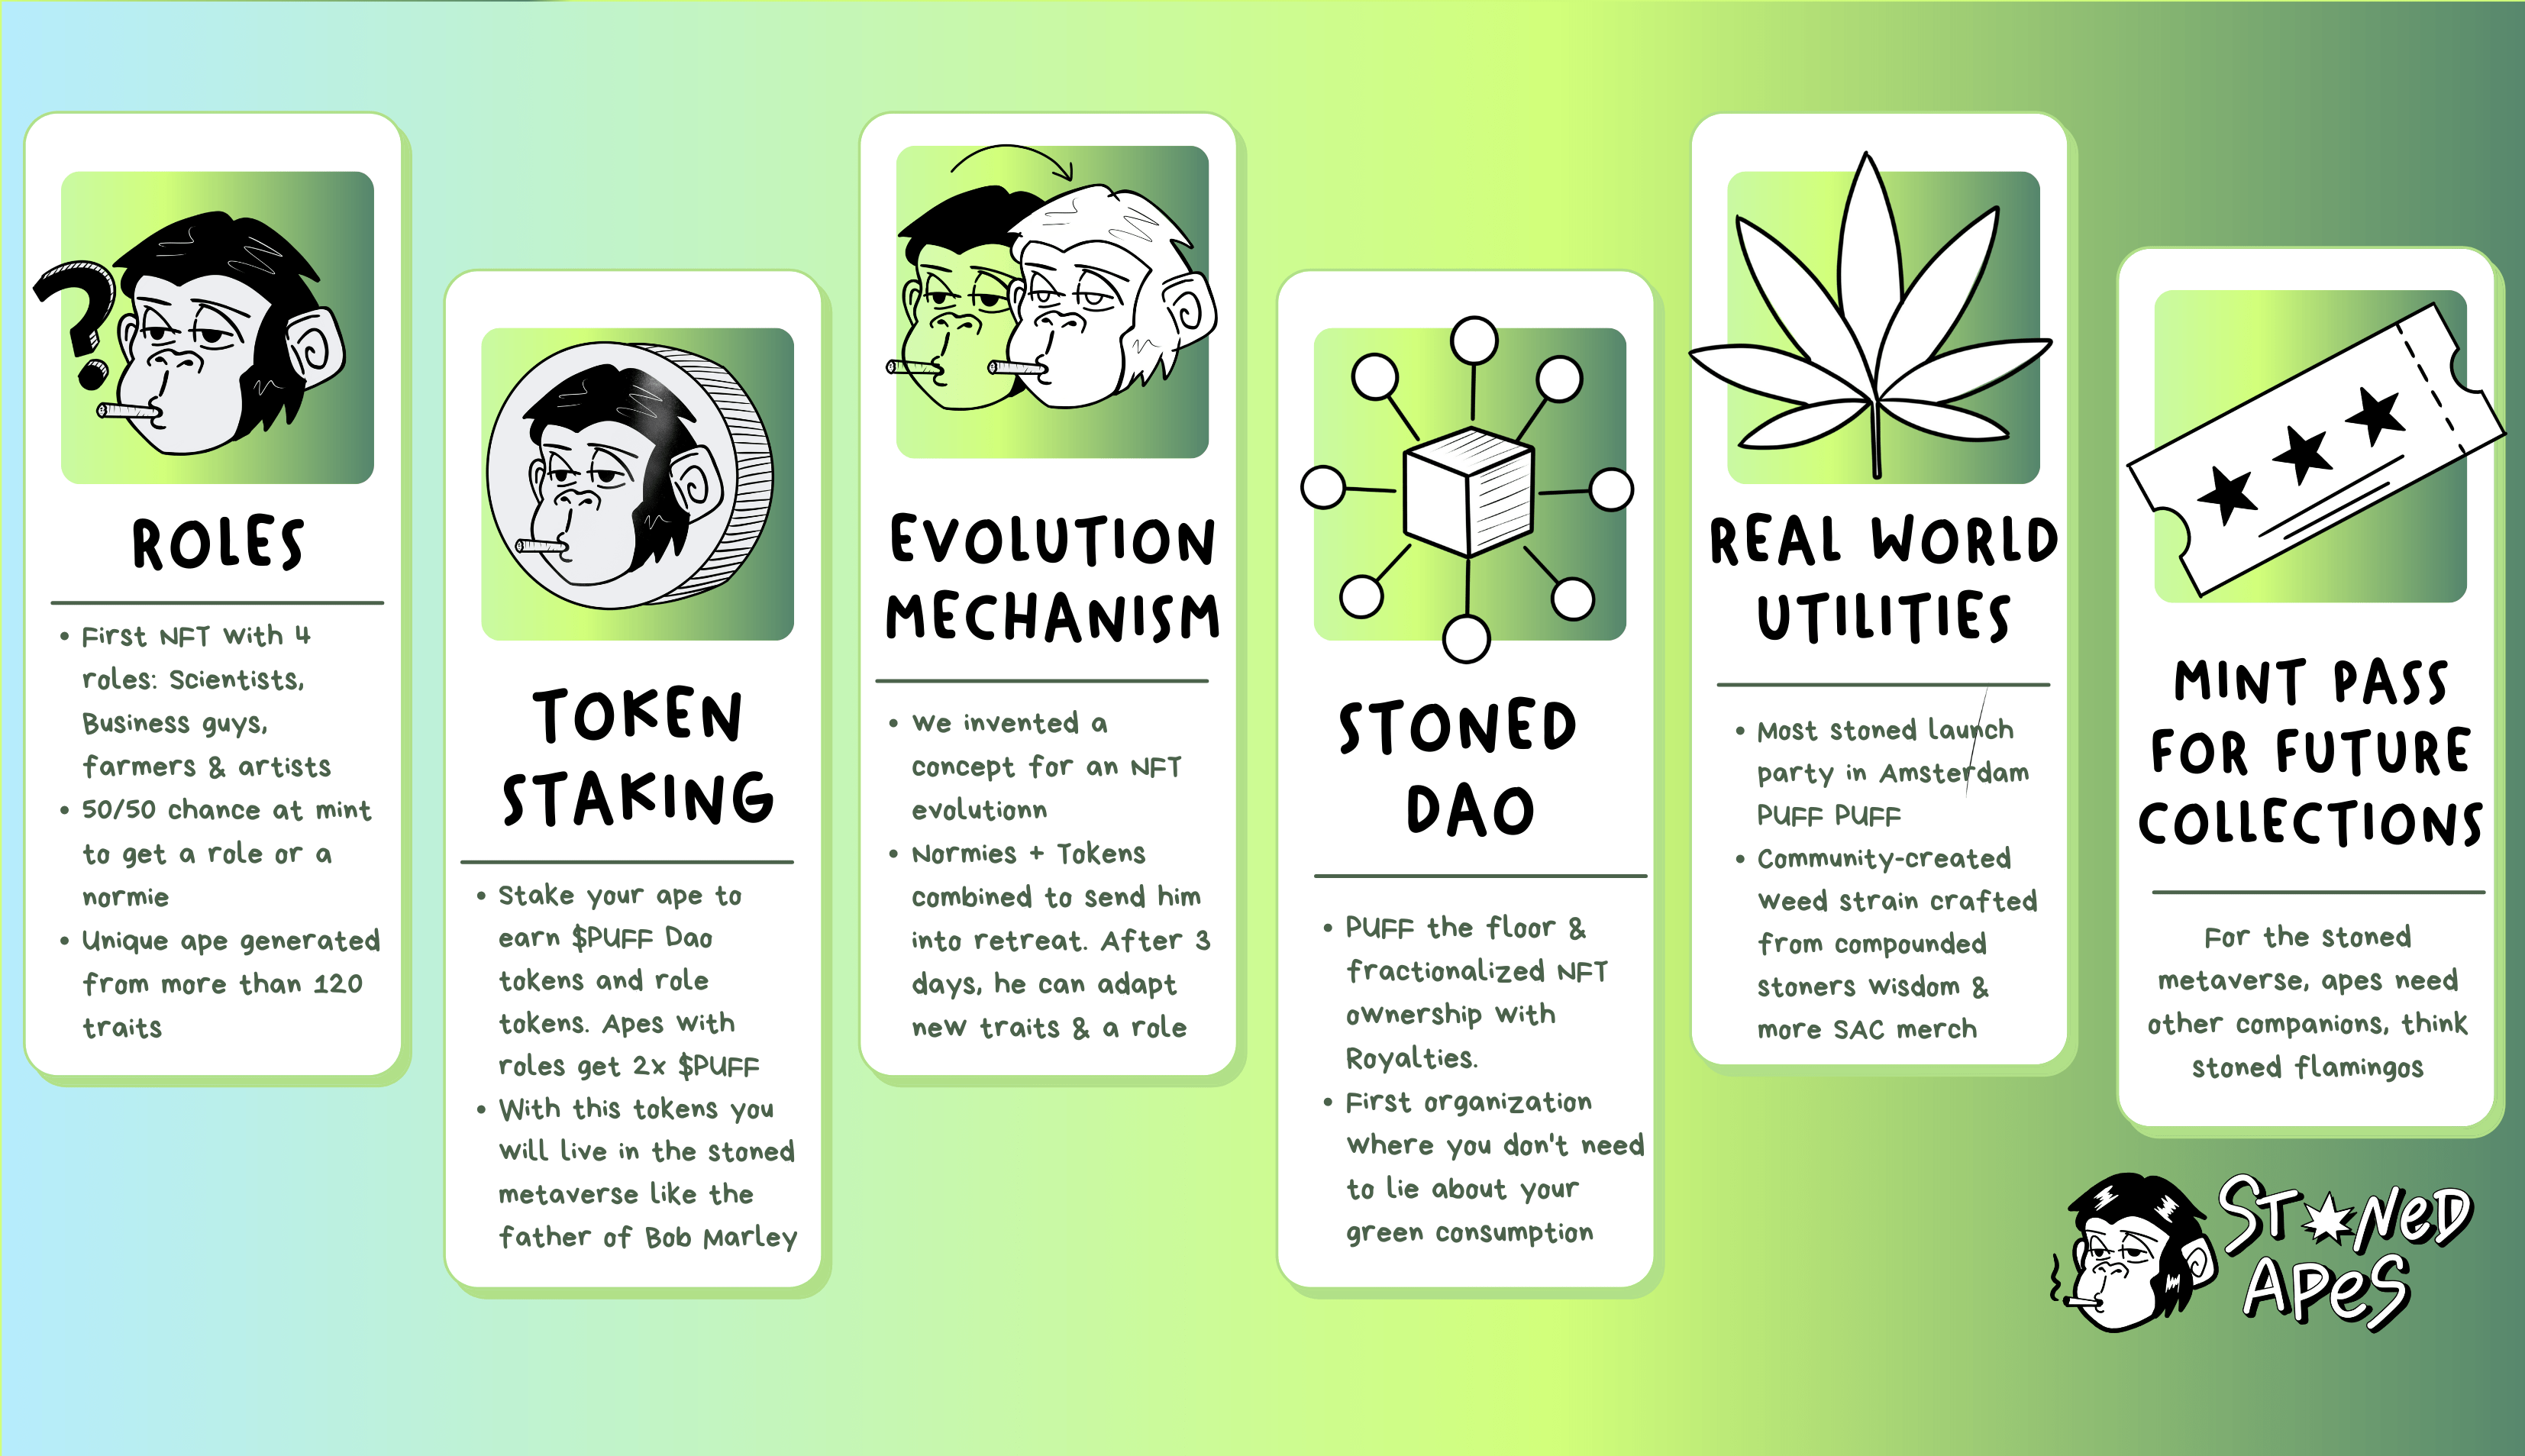 ROLES
• First NFT with 4
roles: Scientists,
Business guys,
farmers & artists
• 50/50 chance at mint
to get a role or a
normie
• Unique ape generated
from more than 120
traits
TOKEN
STAKING
• Stake your ape to
earn $PUFF Dao
tokens and role
tokens. Apes with
roles get 2x $PUFF
• With this tokens you
will live in the stoned
metaverse like the
father of Bob Marley
EVOLUTION
MECHANISM
• We invented a
concept for an NFT
evolutionn
• Normies + Tokens
combined to send him
into retreat. After 3
days, he can adapt
new traits & a role
STONED
DAO
• PUFF the floor &
fractionalized NFT
ownership with
Royalties.
• First organization
where you don't need
to lie about your
green consumption
REAL WORLD
UTILITIES
• Most stoned launch
party in Amsterdam
PUFF PUFF
• Community-created
weed strain crafted
from compounded
stoners wisdom &
more SAC merch
MINT PASS
FOR FUTURE
COLLECTIONS
For the stoned
metaverse, apes need
other companions, think
stoned flamingos
STONED
APES